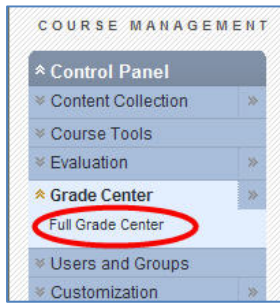 COURSE MANAGEMENT
Control Panel
Content Collection
Course Tools
Evaluation
Grade Center
Full Grade Center
Users and Groups
Customization